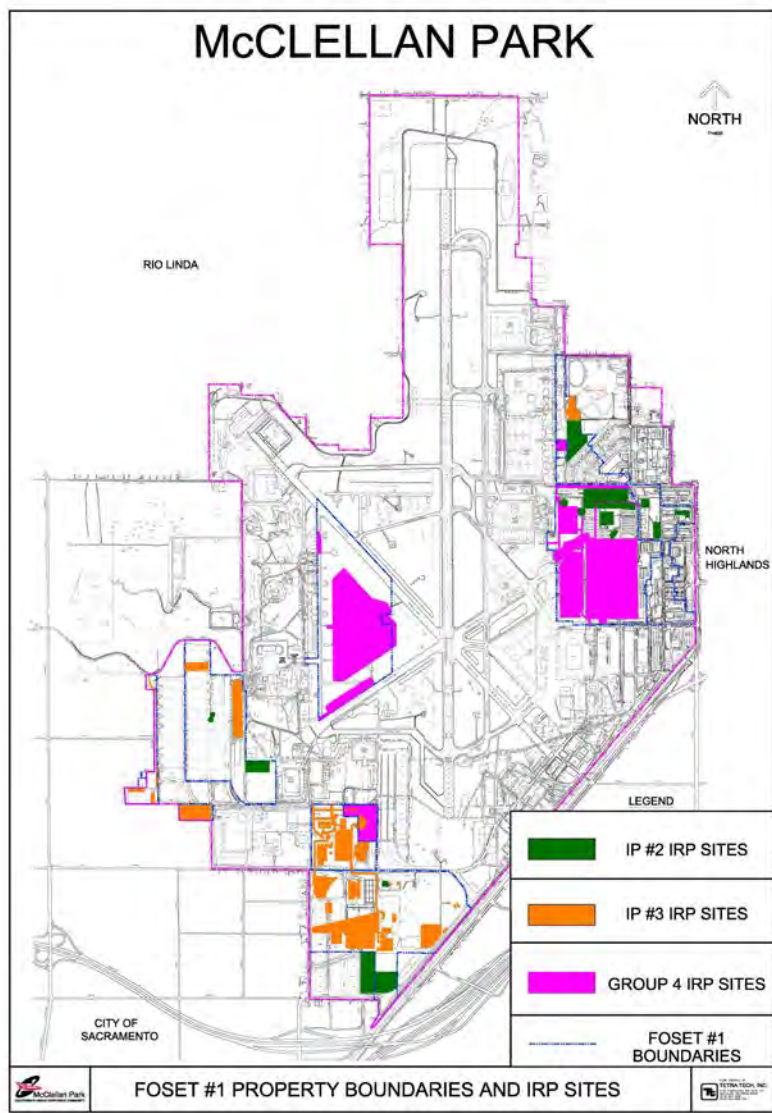 McCLELLAN PARK
NORTH
RIO LINDA
NORTH
HIGHLANDS
LEGEND
IP #2 IRP SITES
IP #3 IRP SITES
GROUP 4 IRP SITES
FOSET #1
BOUNDARIES
CITY OF
SACRAMENTO
McClellan Park
FOSET #1 PROPERTY BOUNDARIES AND IRP SITES
TETRA TECH, INC.